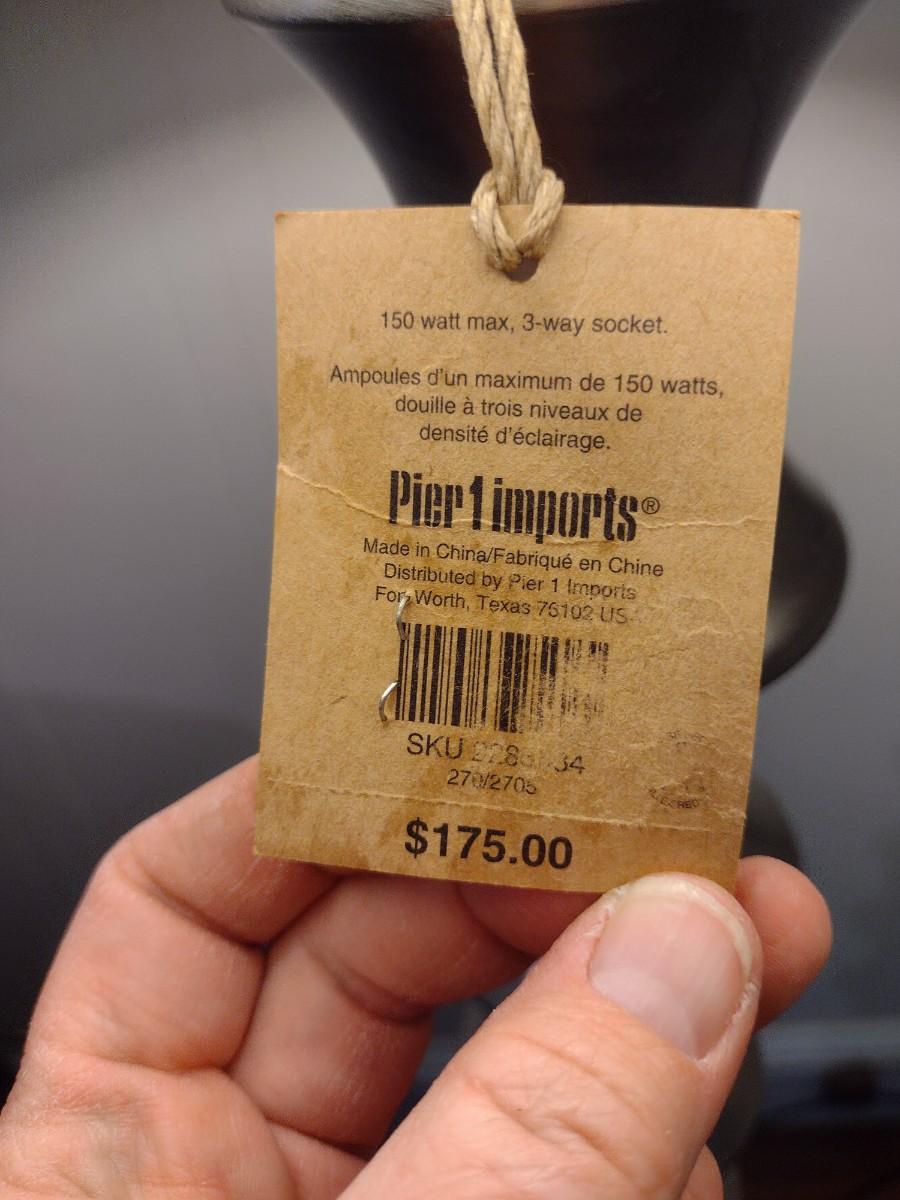 150 watt max, 3-way socket.
Ampoules d'un maximum de 150 watts,
douille à trois niveaux de
densité d'éclairage.
Pier 1 imports®
Made in China/Fabriqué en Chine
Distributed by Pier 1 Imports
Fort Worth, Texas 76102 US
SKU
270/2705
$175.00